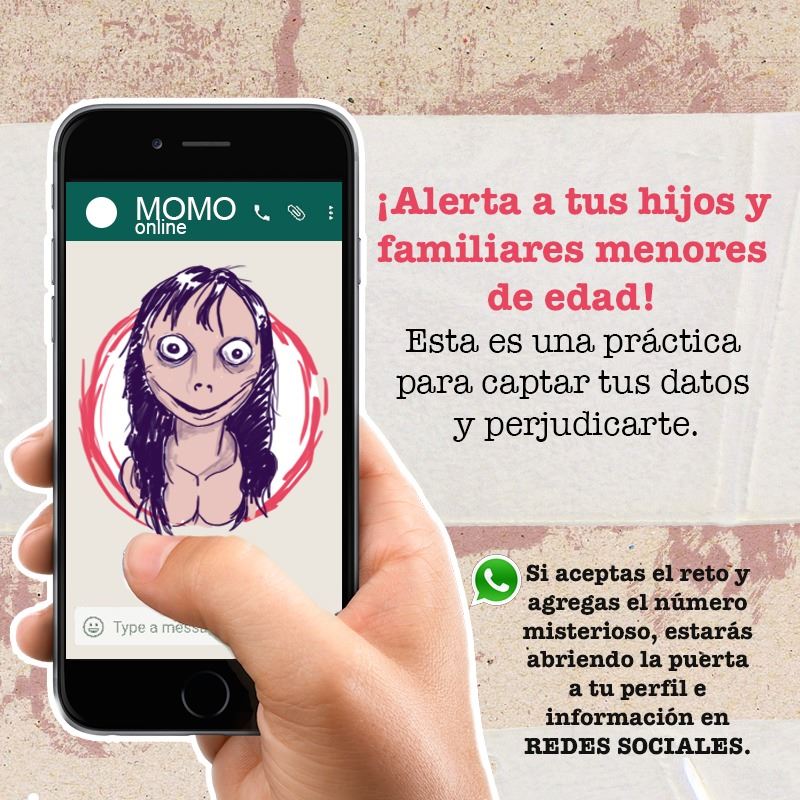 MOMO
online
¡Alerta a tus hijos y
familiares menores
de edad!
Esta es una práctica
para captar tus datos
y perjudicarte.
Type a messa
Si aceptas el reto y
agregas el número
misterioso, estarás
abriendo la puerta
a tu perfil e
información en
REDES SOCIALES.